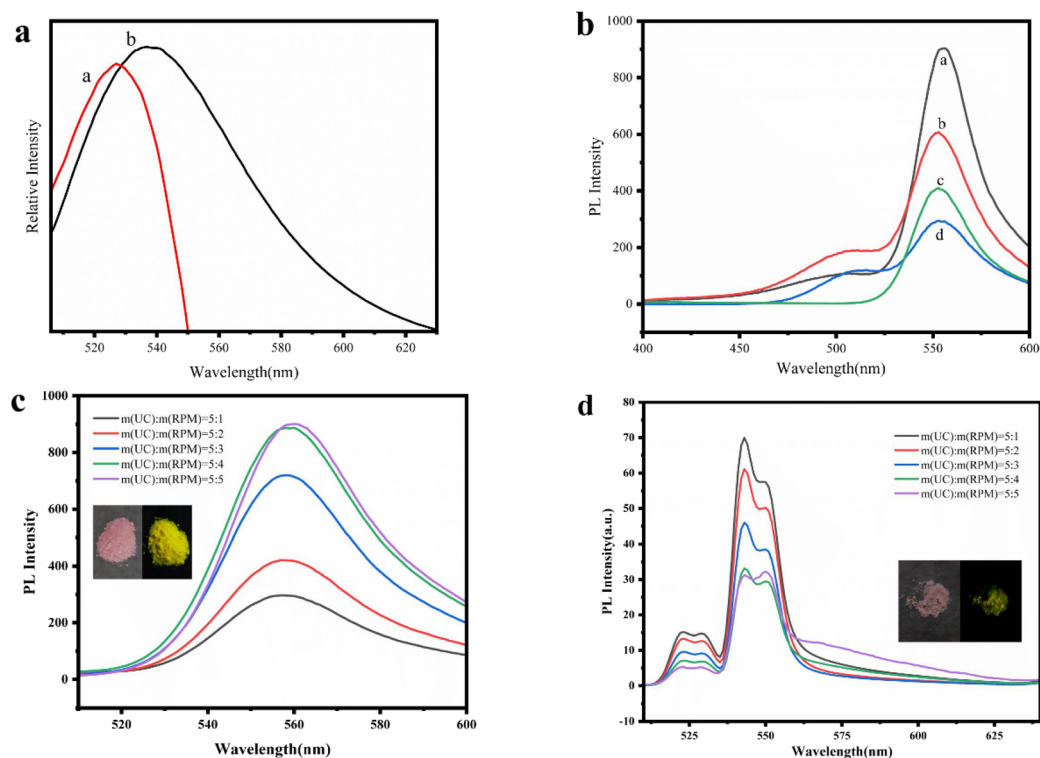 a
b
a
Relative Intensity
520 540 560 580 600 620
Wavelength(nm)
b
1000
800
600
400
200
0
PL Intensity
a
b
c
d
400 450 500 550 600
Wavelength(nm)
c
1000
800
600
400
200
0
PL Intensity
m(UC):m(RPM)=5:1
m(UC):m(RPM)=5:2
m(UC):m(RPM)=5:3
m(UC):m(RPM)=5:4
m(UC):m(RPM)=5:5
520 540 560 580 600
Wavelength(nm)
d
80
70
60
50
40
30
20
10
0
-10
PL Intensity(a.u.)
m(UC):m(RPM)=5:1
m(UC):m(RPM)=5:2
m(UC):m(RPM)=5:3
m(UC):m(RPM)=5:4
m(UC):m(RPM)=5:5
525 550 575 600 625
Wavelength(nm)